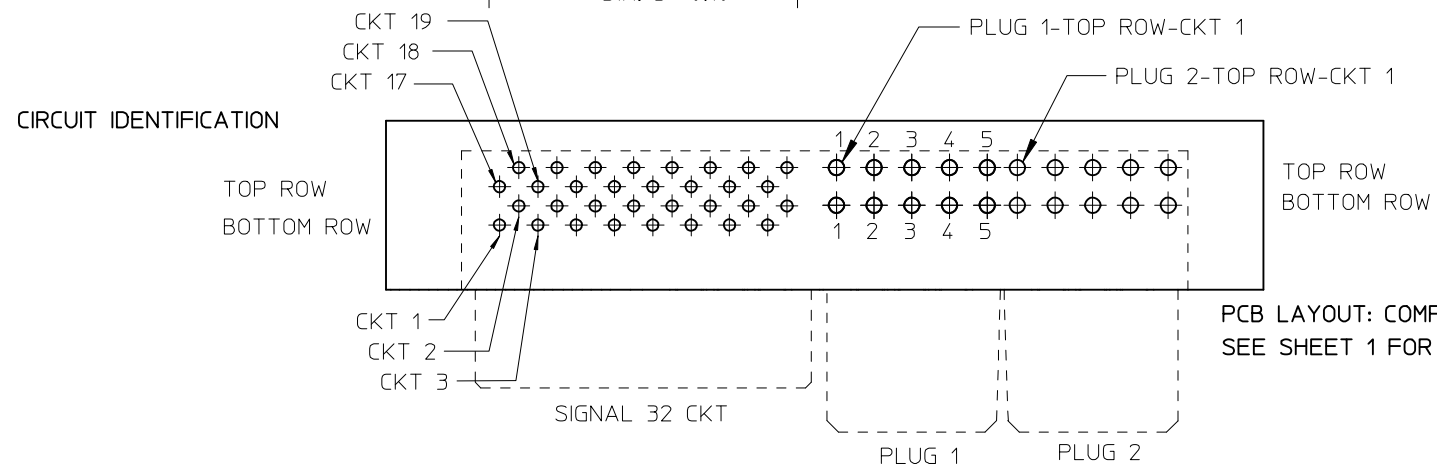 CKT 19
PLUG 1-TOP ROW-CKT 1
CKT 18
CKT 17
PLUG 2-TOP ROW-CKT 1
CIRCUIT IDENTIFICATION
1 2 3 4 5
TOP ROW
BOTTOM ROW
TOP ROW
BOTTOM ROW
1 2 3 4 5
CKT 1
CKT 2
CKT 3
PCB LAYOUT: COMP
SEE SHEET 1 FOR
SIGNAL 32 CKT
PLUG 1
PLUG 2